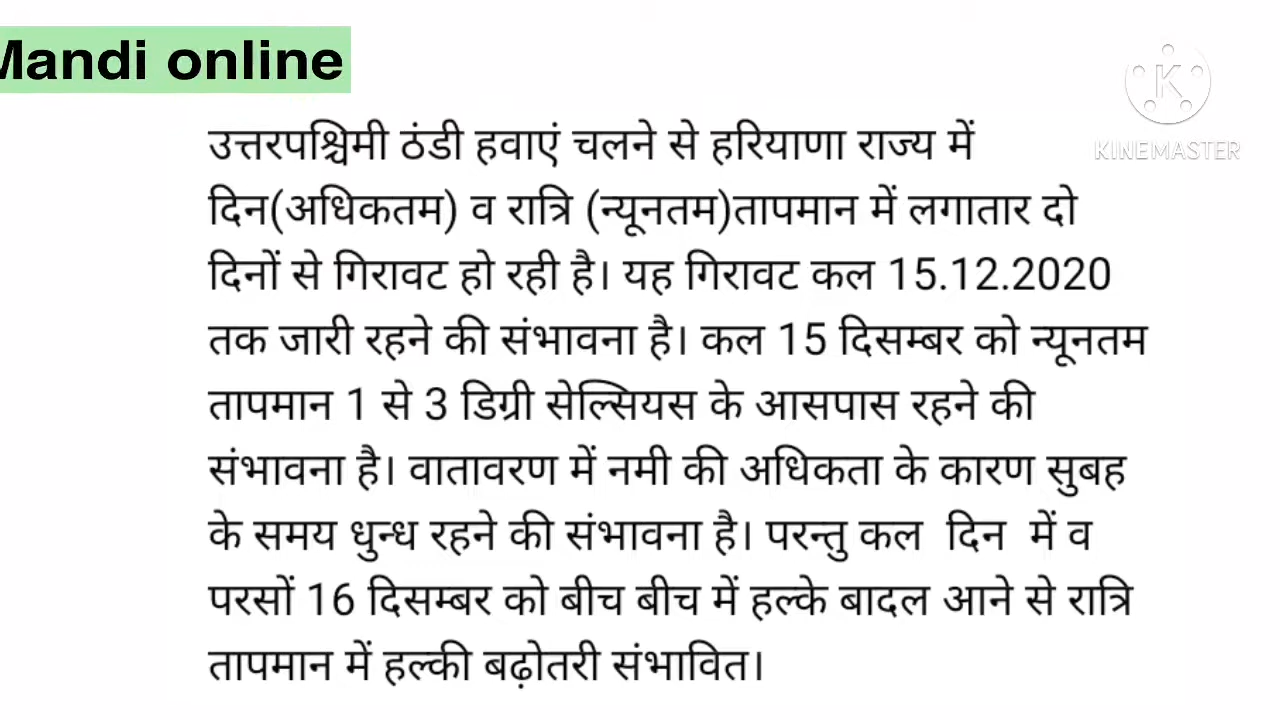 Mandi online
KINEMASTER
उत्तरपश्चिमी ठंडी हवाएं चलने से हरियाणा राज्य में
दिन(अधिकतम) व रात्रि (न्यूनतम)तापमान में लगातार दो
दिनों से गिरावट हो रही है। यह गिरावट कल 15.12.2020
तक जारी रहने की संभावना है। कल 15 दिसम्बर को न्यूनतम
तापमान 1 से 3 डिग्री सेल्सियस के आसपास रहने की
संभावना है। वातावरण में नमी की अधिकता के कारण सुबह
के समय धुन्ध रहने की संभावना है। परन्तु कल दिन में व
परसों 16 दिसम्बर को बीच बीच में हल्के बादल आने से रात्रि
तापमान में हल्की बढ़ोतरी संभावित।